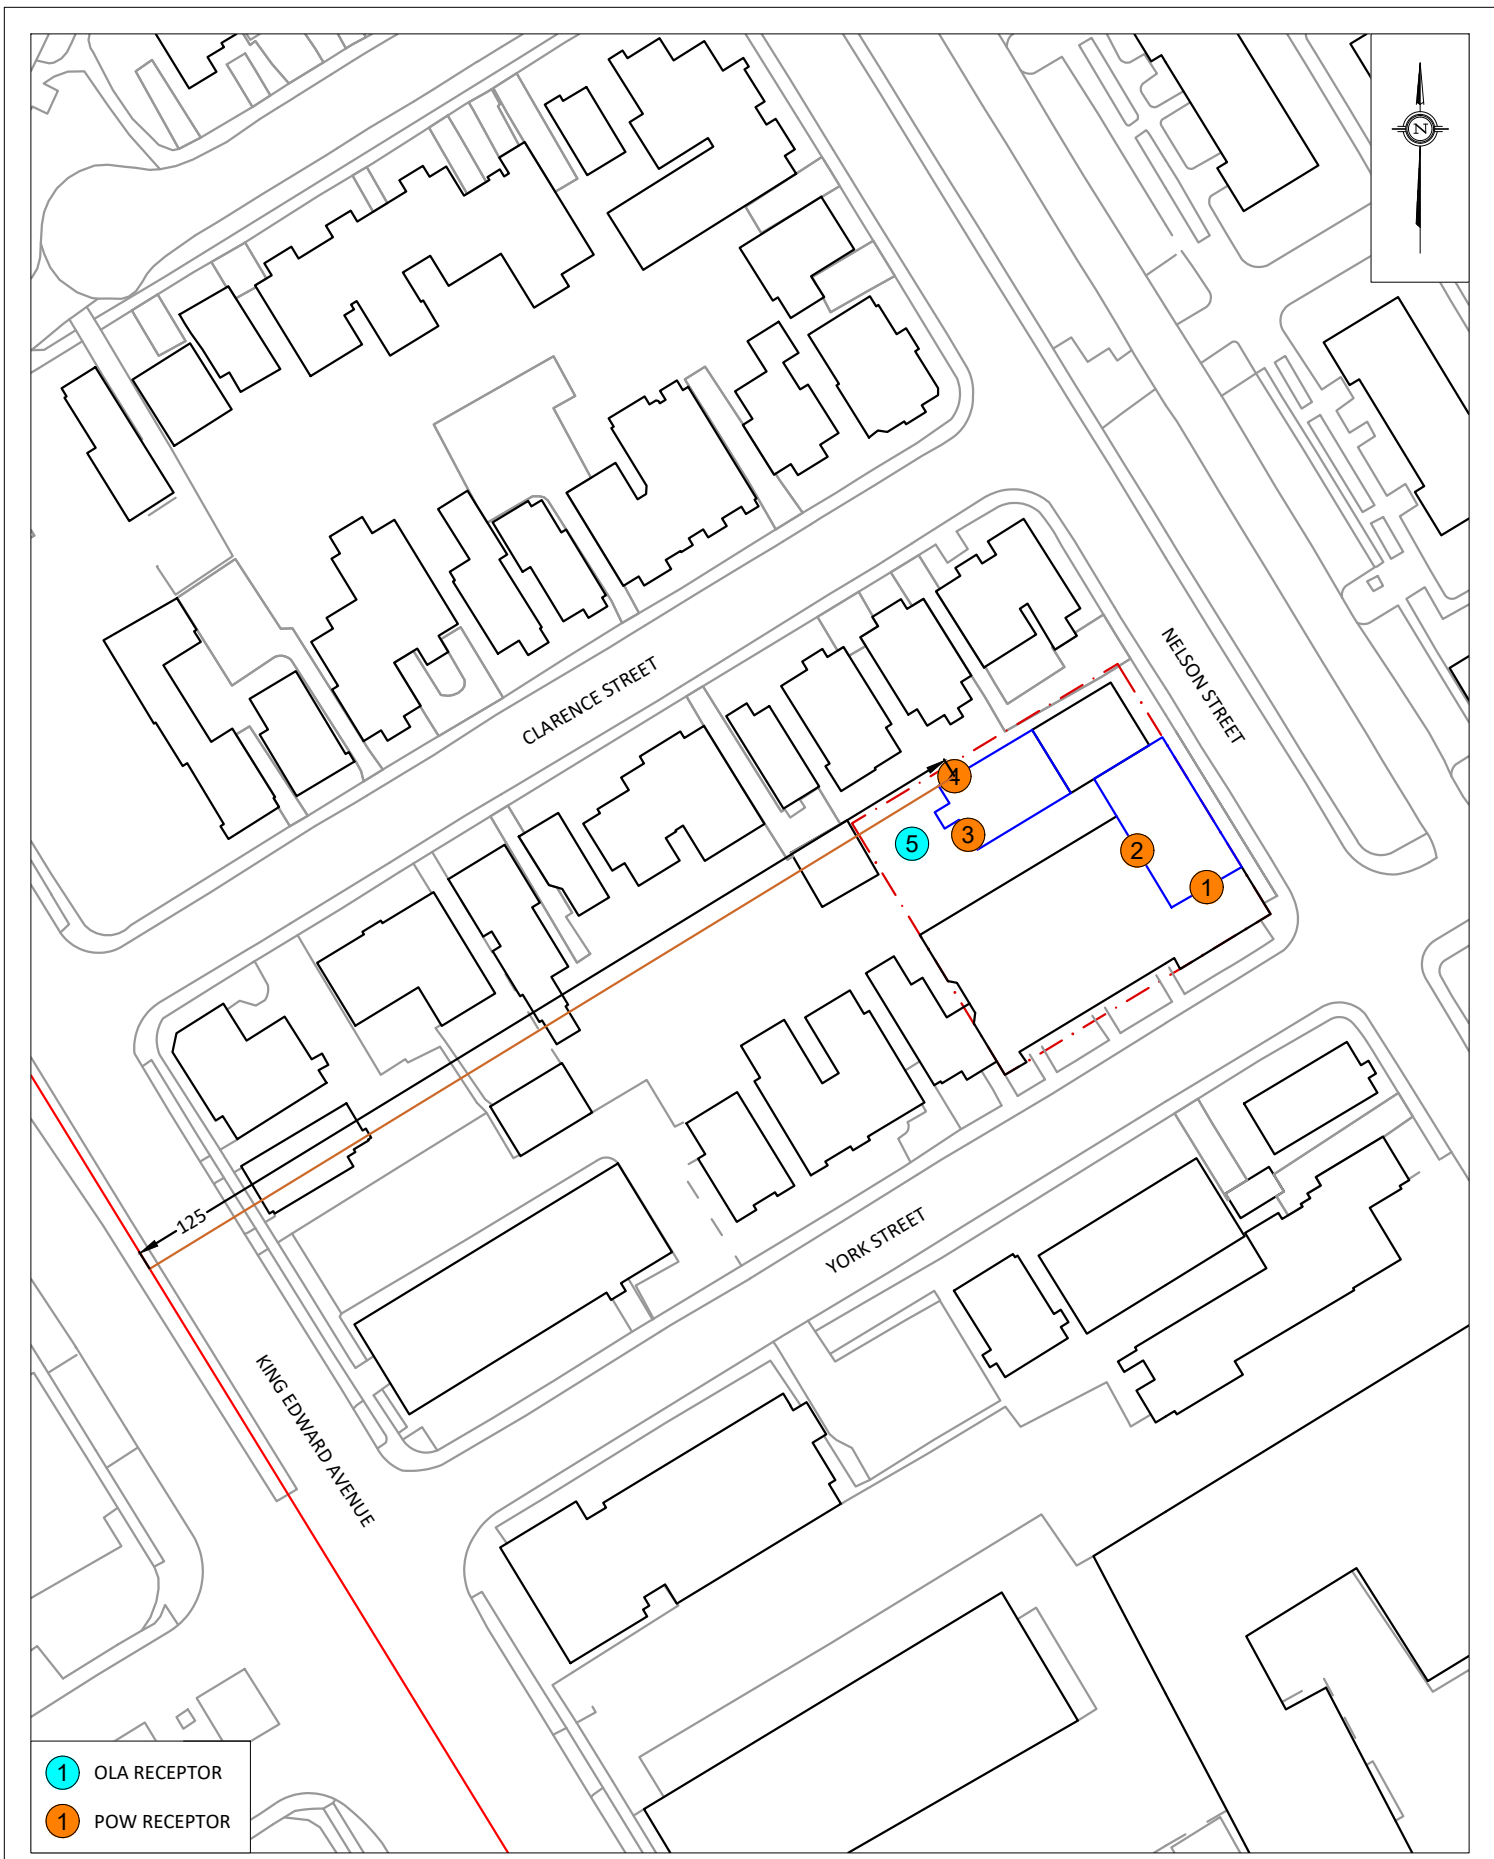 N
CLARENCE STREET
NELSON STREET
4
3
5
2
1
125
YORK STREET
KING EDWARD AVENUE
1 OLA RECEPTOR
1 POW RECEPTOR